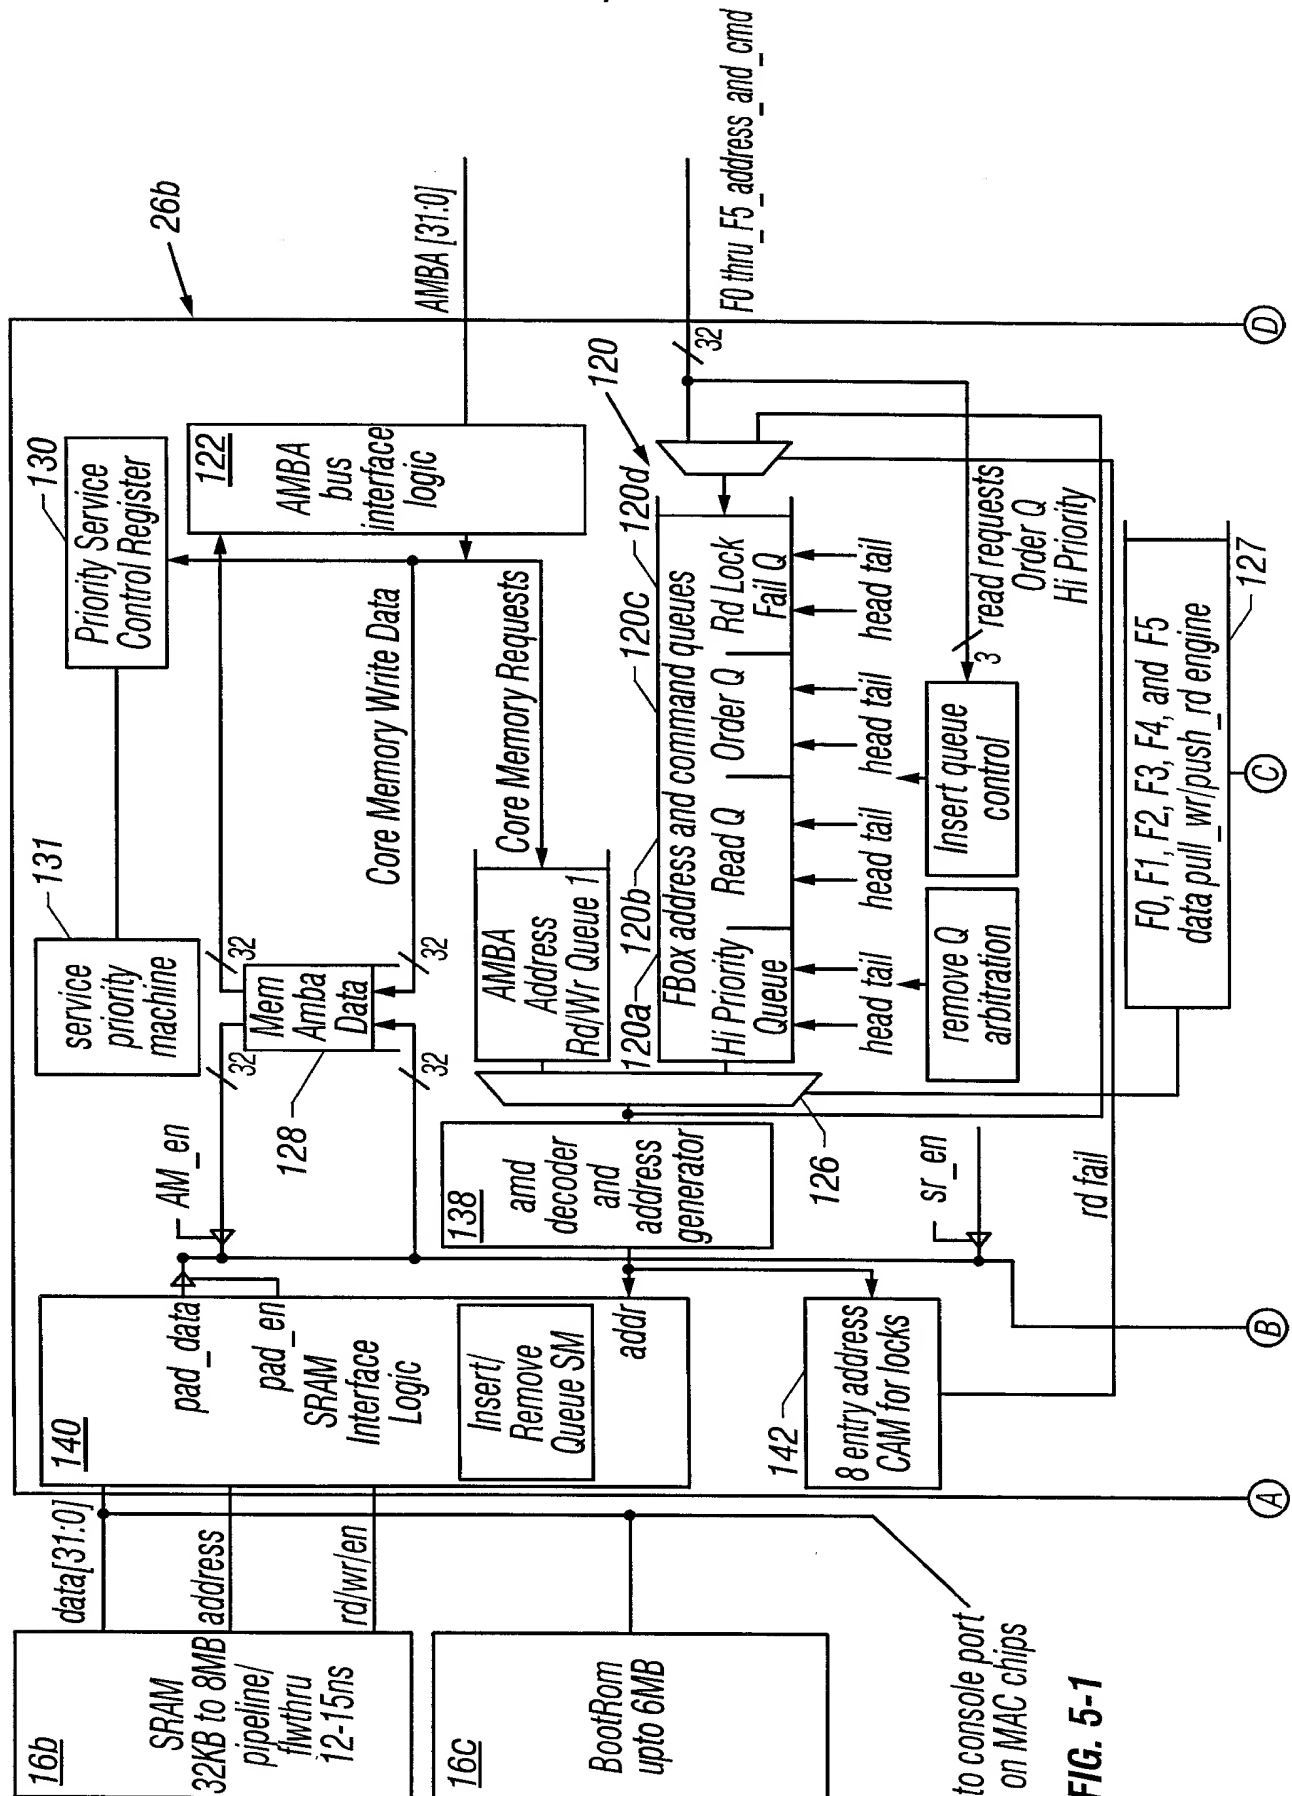 16b
SRAM
32KB to 8MB
pipeline/
flwthru
12-15ns
16c
BootRom
upto 6MB
to console port
on MAC chips
FIG. 5-1
data[31:0]
address
rd/wr/en
140
pad_data
pad_en
SRAM
Interface
Logic
Insert/
Remove
Queue SM
addr
142
8 entry address
CAM for locks
A
B
AM_en
128
138
amd
decoder
and
address
generator
126
sr_en
rd fail
131
service
priority
machine
32
32
Mem
Amba
Data
32
32
AMBA
Address
Rd/Wr Queue 1
120a
120b
120c
120d
120
FBox address and command queues
Hi Priority
Queue
Read Q
Order Q
Rd Lock
Fail Q
head tail
head tail
head tail
head tail
remove Q
arbitration
Insert queue
control
3
read requests
Order Q
Hi Priority
F0, F1, F2, F3, F4, and F5
data pull_wr/push_rd engine
127
C
Core Memory Write Data
Core Memory Requests
130
Priority Service
Control Register
122
AMBA
bus
interface
logic
26b
AMBA [31:0]
32
F0 thru_F5_address_and_cmd
D